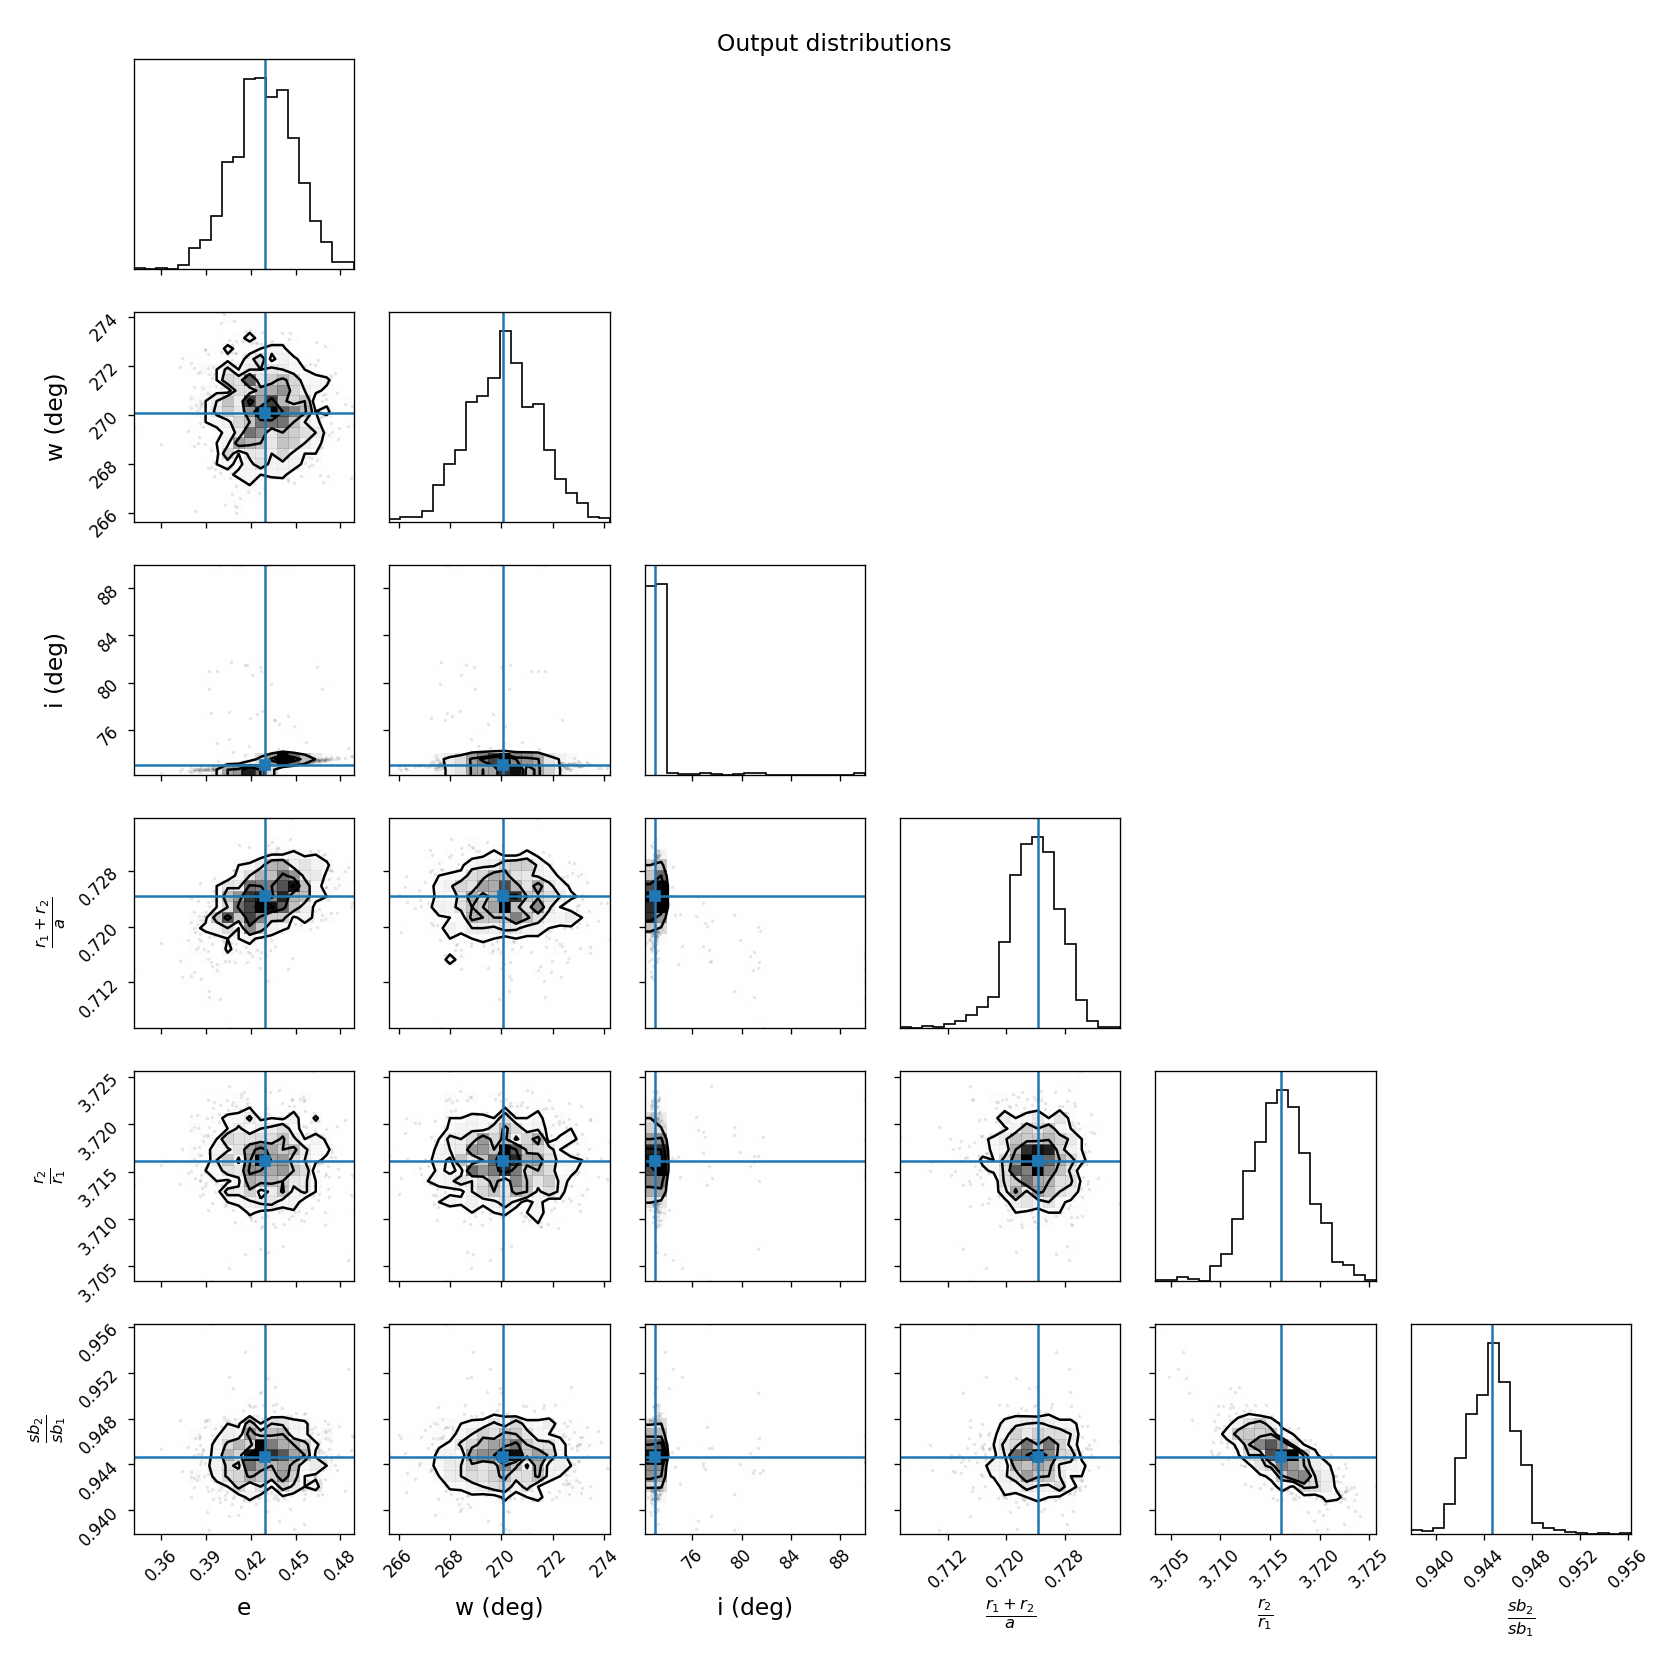 Output distributions
274
272
270
268
266
w (deg)
88
84
80
76
i (deg)
0.728
0.720
0.712
r₁ + r₂
a
3.725
3.720
3.715
3.710
3.705
r₂
r₁
0.956
0.952
0.948
0.944
0.940
sb₂
sb₁
0.36 0.39 0.42 0.45 0.48
266 268 270 272 274
76 80 84 88
0.712 0.720 0.728
3.705 3.710 3.715 3.720 3.725
0.940 0.944 0.948 0.952 0.956
e
w (deg)
i (deg)
r₁ + r₂
a
r₂
r₁
sb₂
sb₁